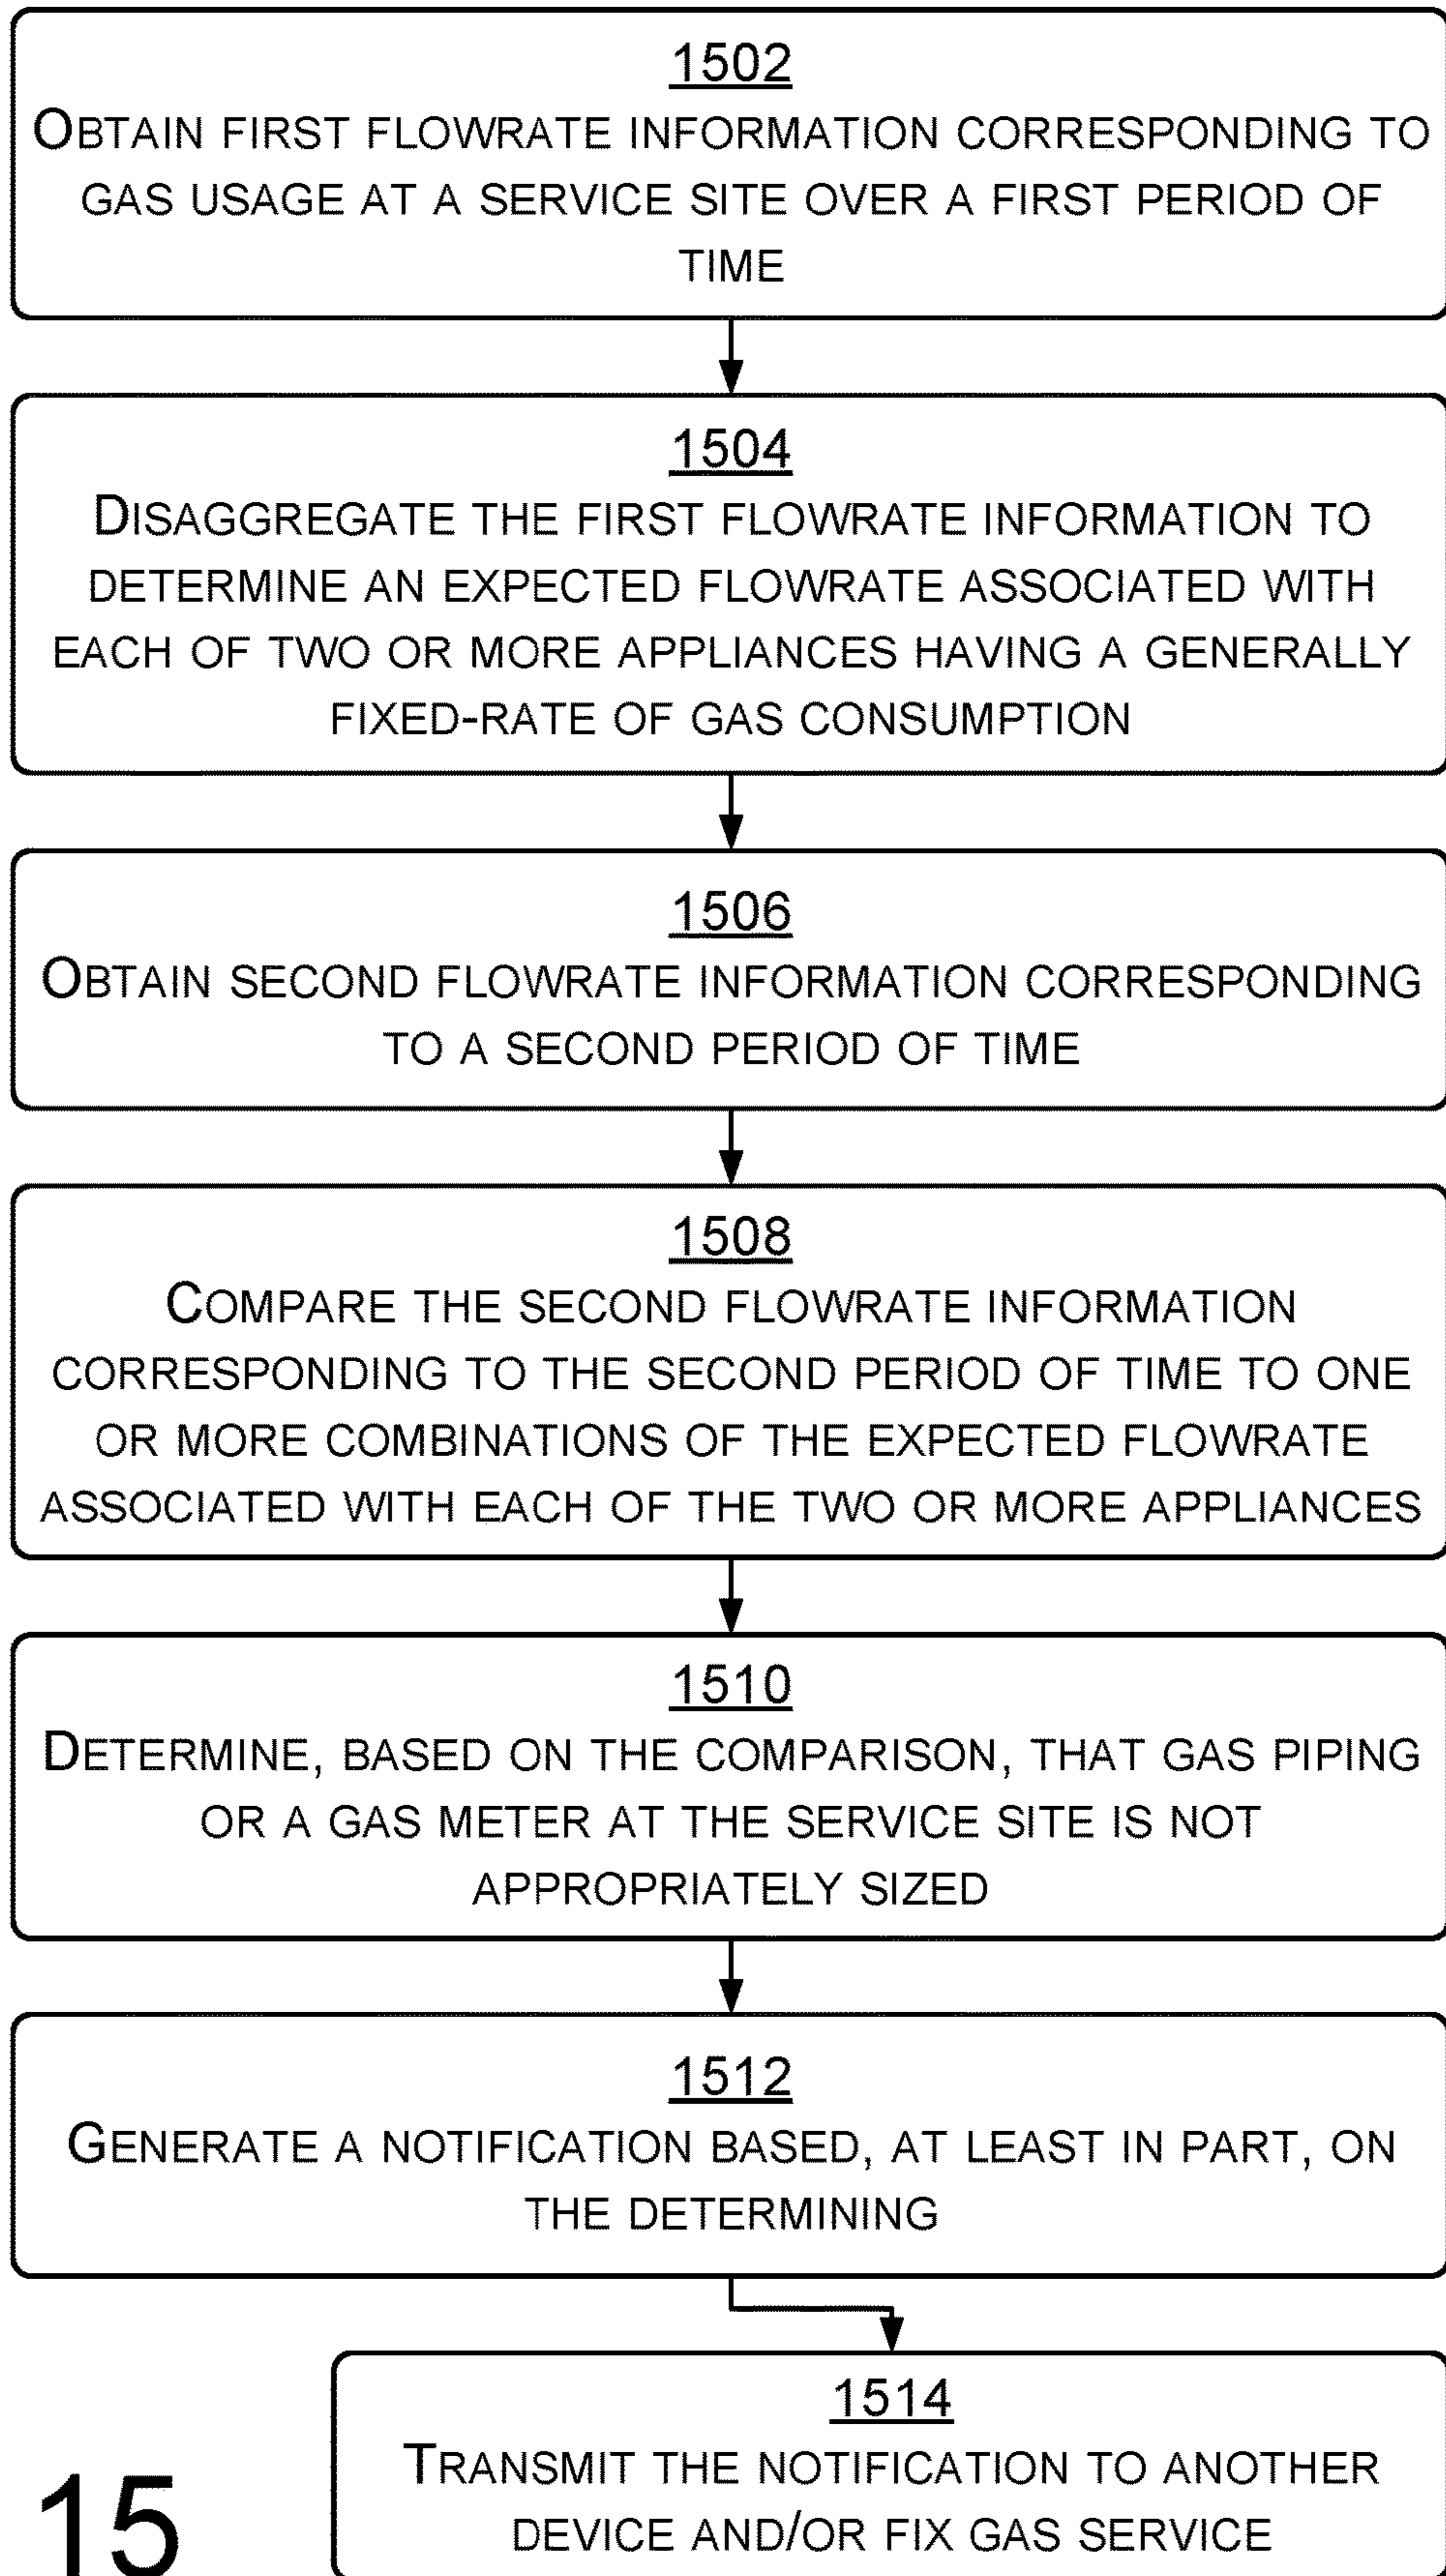 1502
OBTAIN FIRST FLOWRATE INFORMATION CORRESPONDING TO
GAS USAGE AT A SERVICE SITE OVER A FIRST PERIOD OF
TIME
1504
DISAGGREGATE THE FIRST FLOWRATE INFORMATION TO
DETERMINE AN EXPECTED FLOWRATE ASSOCIATED WITH
EACH OF TWO OR MORE APPLIANCES HAVING A GENERALLY
FIXED-RATE OF GAS CONSUMPTION
1506
OBTAIN SECOND FLOWRATE INFORMATION CORRESPONDING
TO A SECOND PERIOD OF TIME
1508
COMPARE THE SECOND FLOWRATE INFORMATION
CORRESPONDING TO THE SECOND PERIOD OF TIME TO ONE
OR MORE COMBINATIONS OF THE EXPECTED FLOWRATE
ASSOCIATED WITH EACH OF THE TWO OR MORE APPLIANCES
1510
DETERMINE, BASED ON THE COMPARISON, THAT GAS PIPING
OR A GAS METER AT THE SERVICE SITE IS NOT
APPROPRIATELY SIZED
1512
GENERATE A NOTIFICATION BASED, AT LEAST IN PART, ON
THE DETERMINING
1514
TRANSMIT THE NOTIFICATION TO ANOTHER
DEVICE AND/OR FIX GAS SERVICE
15